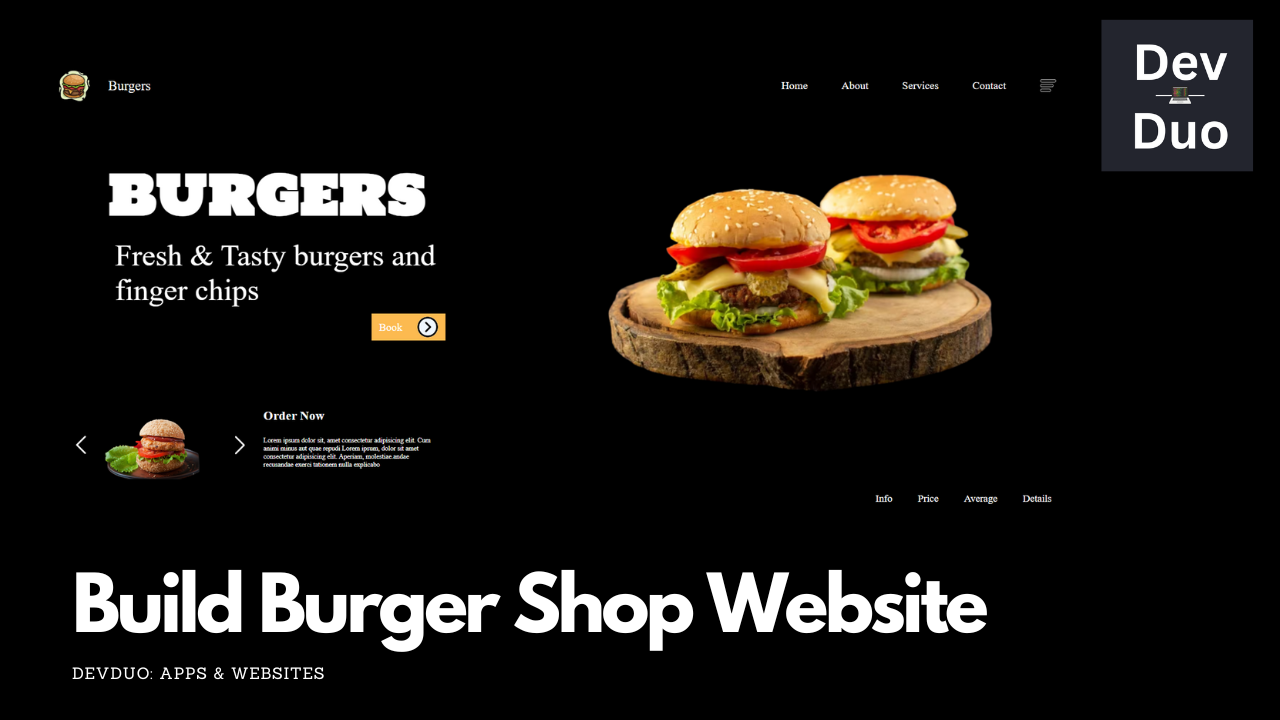 Burgers
Home About Services Contact
Dev
Duo
BURGERS
Fresh & Tasty burgers and
finger chips
Book
Order Now
Lorem ipsum dolor sit, amet consectetur adipisicing elit. Cum
animi minus aut quae repudi Lorem ipsum, dolor sit amet
consectetur adipisicing elit. Aperiam, molestiae andae
recusandae exerci tationem nulla explicabo
Info Price Average Details
Build Burger Shop Website
DEVDUO: APPS & WEBSITES